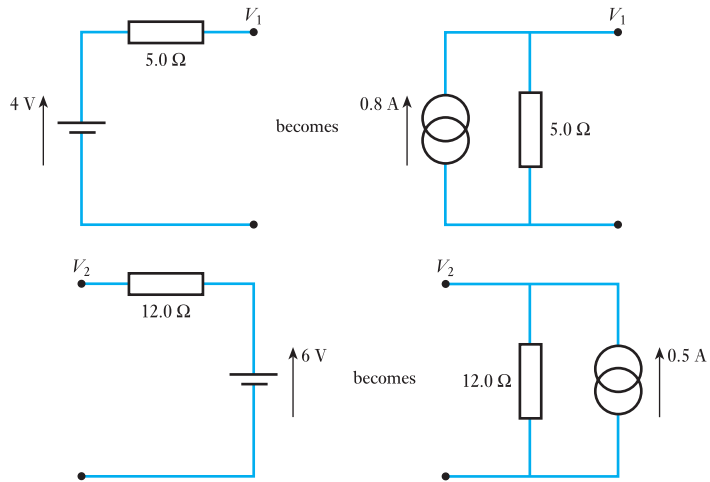 V₁
5.0 Ω
4 V
becomes
V₁
0.8 A
5.0 Ω
V₂
12.0 Ω
6 V
becomes
V₂
12.0 Ω
0.5 A